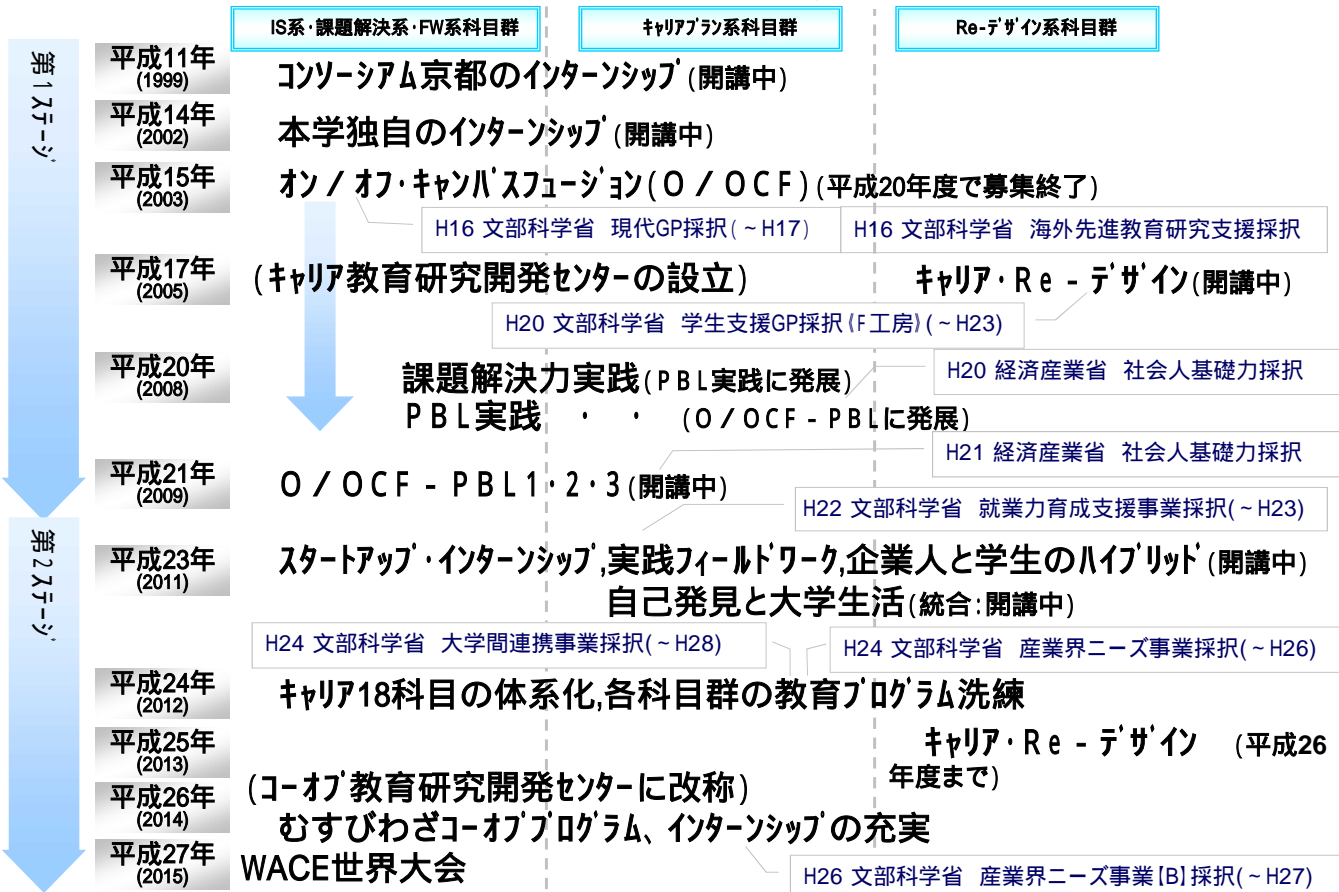 IS系・課題解決系・FW系科目群
キャリアプラン系科目群
Re-デザイン系科目群
第1ステージ
平成11年
(1999)
コンソーシアム京都のインターンシップ(開講中)
平成14年
(2002)
本学独自のインターンシップ(開講中)
平成15年
(2003)
オン/オフ・キャンパスフュージョン(O/OCF)(平成20年度で募集終了)
H16 文部科学省 現代GP採択(~H17)
H16 文部科学省 海外先進教育研究支援採択
平成17年
(2005)
(キャリア教育研究開発センターの設立)
キャリア・Re-デザイン(開講中)
H20 文部科学省 学生支援GP採択《F工房》(~H23)
平成20年
(2008)
課題解決力実践(PBL実践に発展)
H20 経済産業省 社会人基礎力採択
PBL実践 ・ ・ (O/OCF-PBLに発展)
H21 経済産業省 社会人基礎力採択
平成21年
(2009)
O/OCF-PBL1・2・3(開講中)
H22 文部科学省 就業力育成支援事業採択(~H23)
第2ステージ
平成23年
(2011)
スタートアップ・インターンシップ,実践フィールドワーク,企業人と学生のハイブリッド(開講中)
自己発見と大学生活(統合:開講中)
H24 文部科学省 大学間連携事業採択(~H28)
H24 文部科学省 産業界ニーズ事業採択(~H26)
平成24年
(2012)
キャリア18科目の体系化,各科目群の教育プログラム洗練
平成25年
(2013)
キャリア・Re-デザイン (平成26
年度まで)
平成26年
(2014)
(コーオプ教育研究開発センターに改称)
むすびわざコーオププログラム、インターンシップの充実
平成27年
(2015)
WACE世界大会
H26 文部科学省 産業界ニーズ事業【B】採択(~H27)